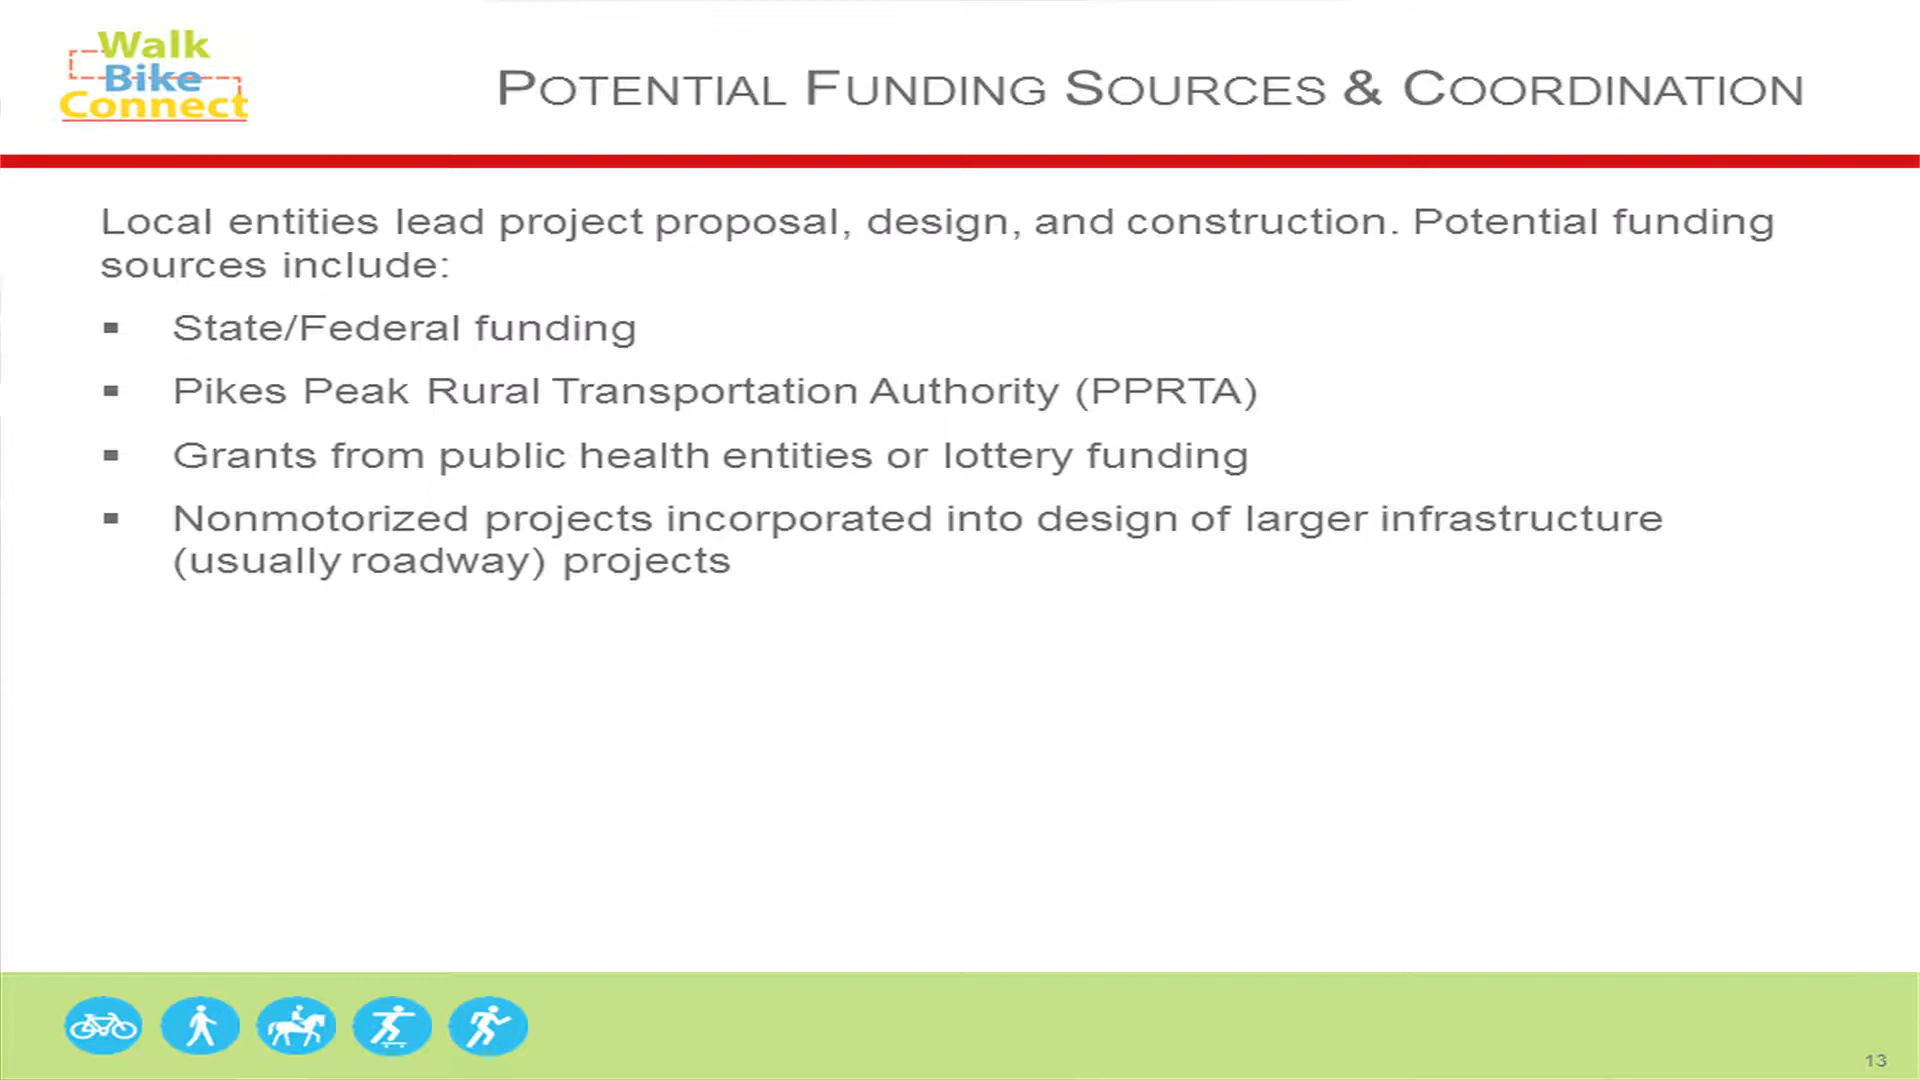 Walk
Bike
Connect
POTENTIAL FUNDING SOURCES & COORDINATION
Local entities lead project proposal, design, and construction. Potential funding
sources include:
▪ State/Federal funding
▪ Pikes Peak Rural Transportation Authority (PPRTA)
▪ Grants from public health entities or lottery funding
▪ Nonmotorized projects incorporated into design of larger infrastructure
(usually roadway) projects
13